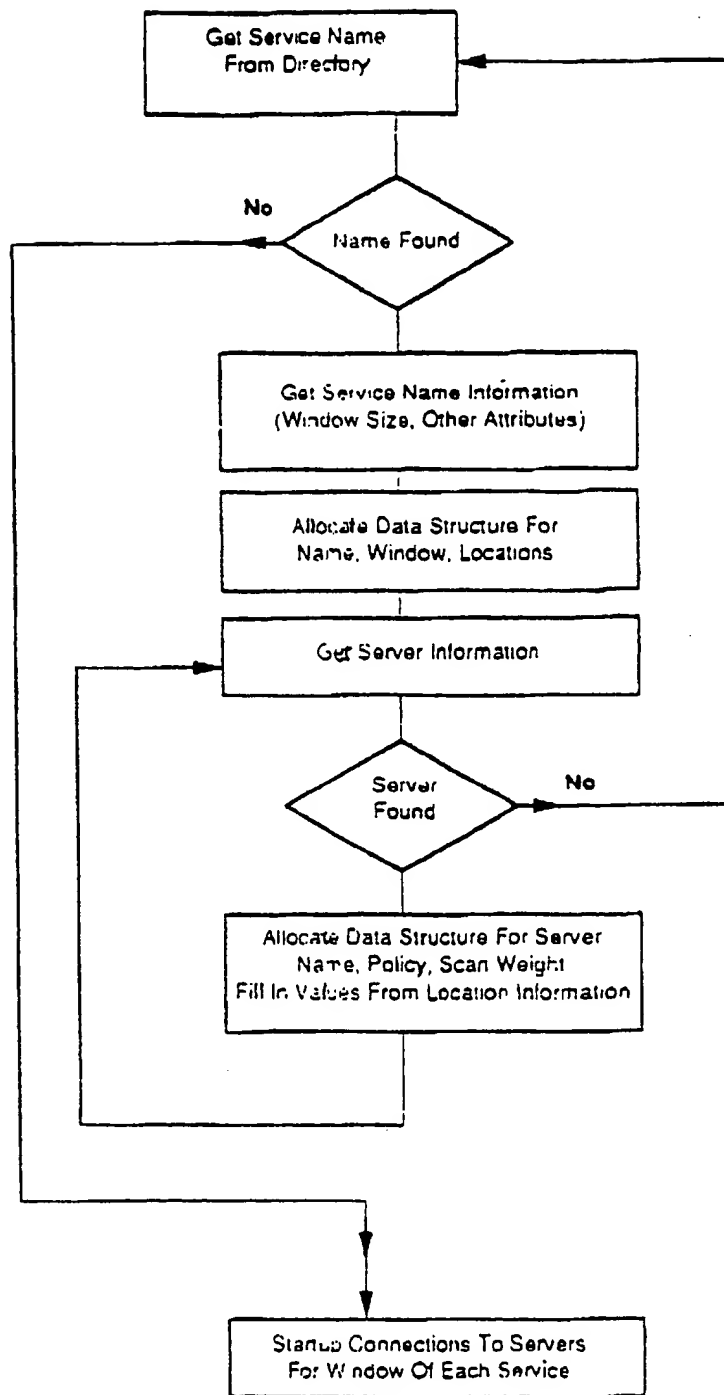 Get Service Name
From Directory
No
Name Found
Get Service Name Information
(Window Size, Other Attributes)
Allocate Data Structure For
Name, Window, Locations
Get Server Information
Server
Found
No
Allocate Data Structure For Server
Name, Policy, Scan Weight
Fill In Values From Location Information
Startup Connections To Servers
For Window Of Each Service